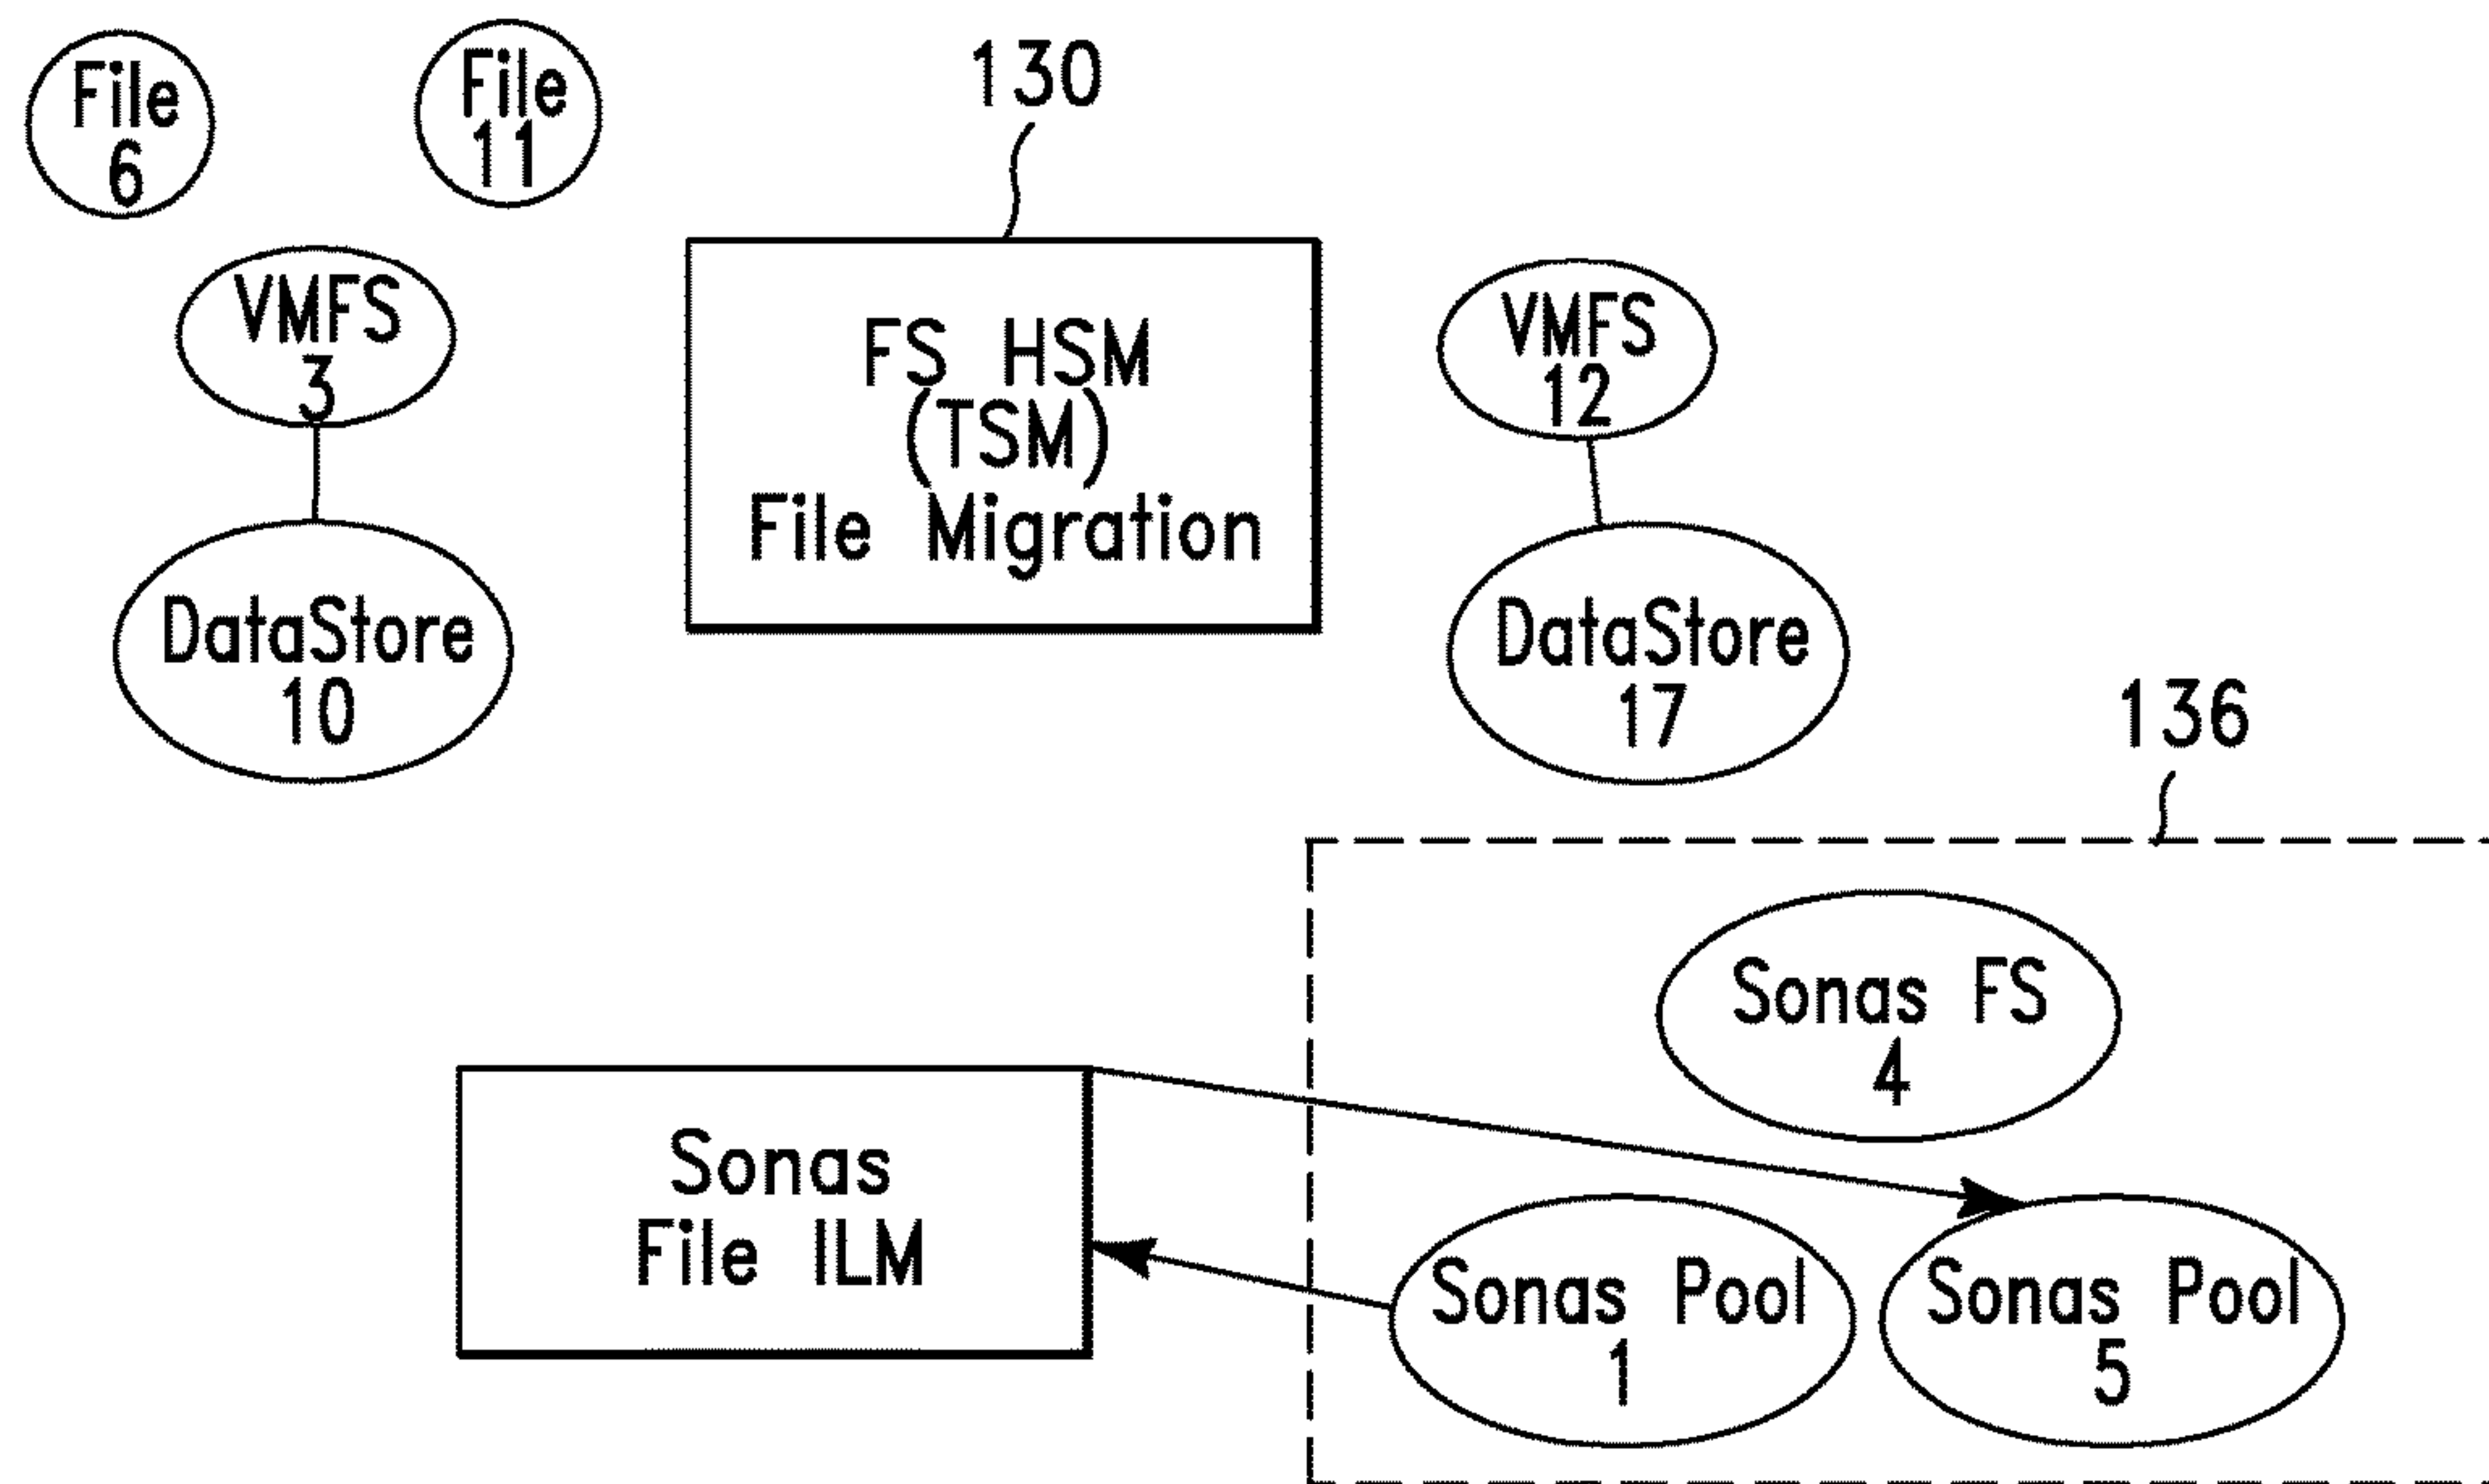 File
6
File
11
130
VMFS
3
FS HSM
(TSM)
File Migration
VMFS
12
DataStore
10
DataStore
17
136
Sonas FS
4
Sonas
File ILM
Sonas Pool
1
Sonas Pool
5